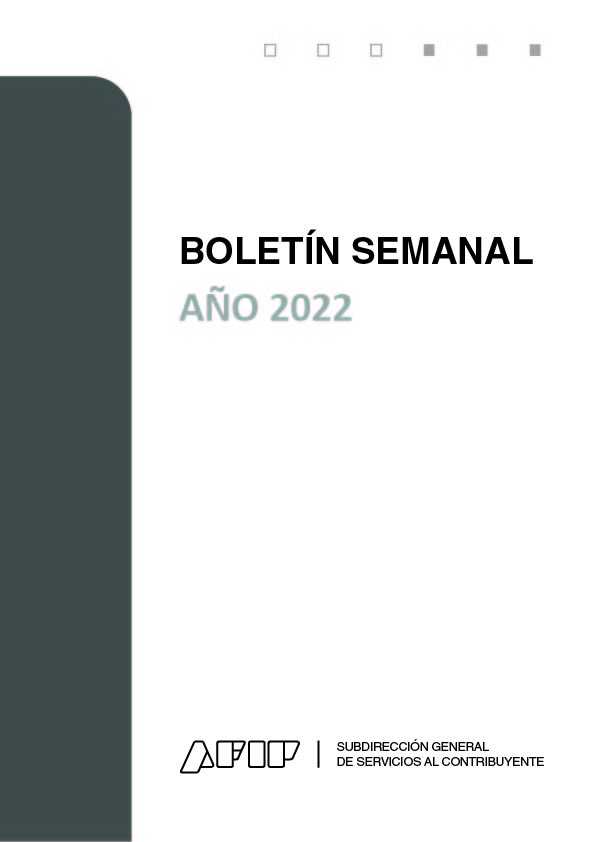 BOLETÍN SEMANAL
AÑO 2022
AFIP
SUBDIRECCIÓN GENERAL
DE SERVICIOS AL CONTRIBUYENTE